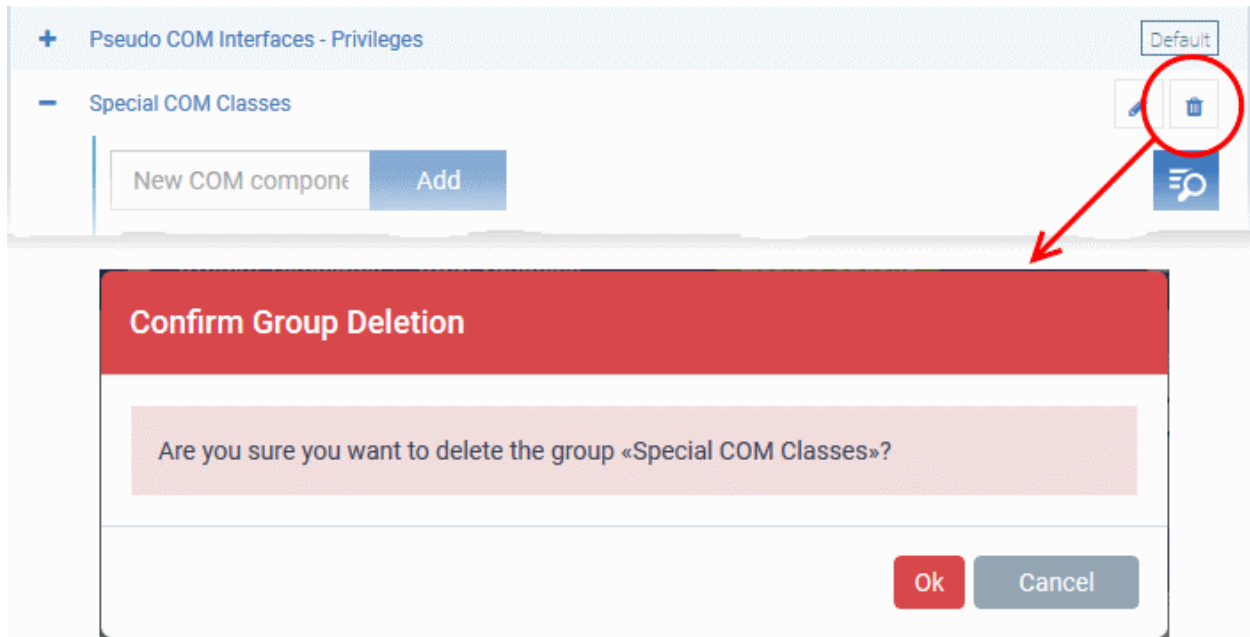 Pseudo COM Interfaces - Privileges Default
Special COM Classes
New COM compone Add
Confirm Group Deletion
Are you sure you want to delete the group «Special COM Classes»?
Ok Cancel